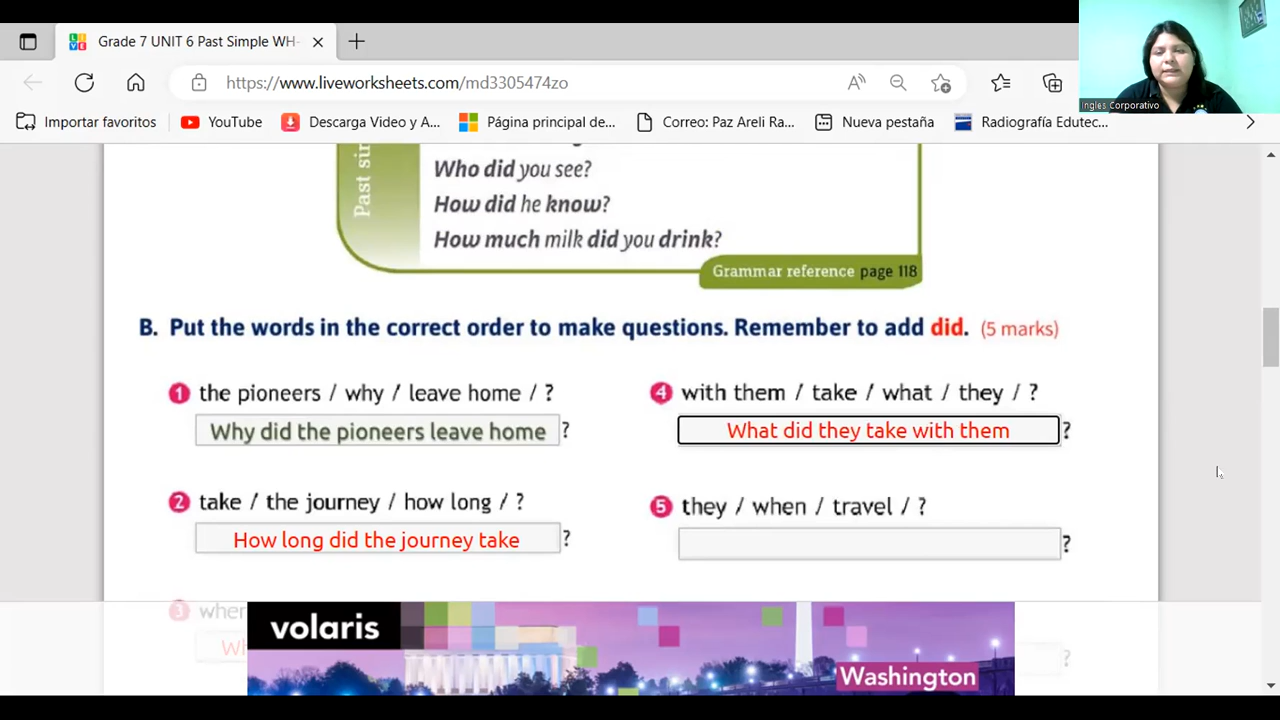 Grade 7 UNIT 6 Past Simple WH-
https://www.liveworksheets.com/md3305474zo
Ingles Corporativo
Importar favoritos
YouTube
Descarga Video y A...
Página principal de...
Correo: Paz Areli Ra...
Nueva pestaña
Radiografía Edutec...
Past si
Who did you see?
How did he know?
How much milk did you drink?
Grammar reference page 118
B. Put the words in the correct order to make questions. Remember to add did. (5 marks)
1 the pioneers / why / leave home / ?
Why did the pioneers leave home ?
2 take / the journey / how long / ?
How long did the journey take ?
3 wher
Wh
4 with them / take / what / they / ?
What did they take with them ?
5 they / when / travel / ?
?
?
volaris
Washington